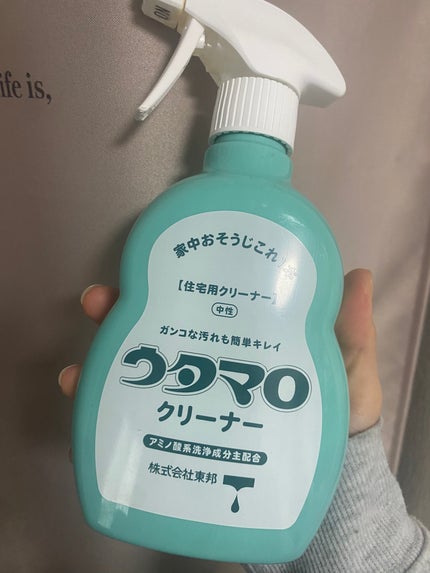 ife is,
家中おそうじこれ
【住宅用クリーナー】
中性
ガンコな汚れも簡単キレイ
ウタマロ
クリーナー
アミノ酸系洗浄成分主配合
株式会社東邦